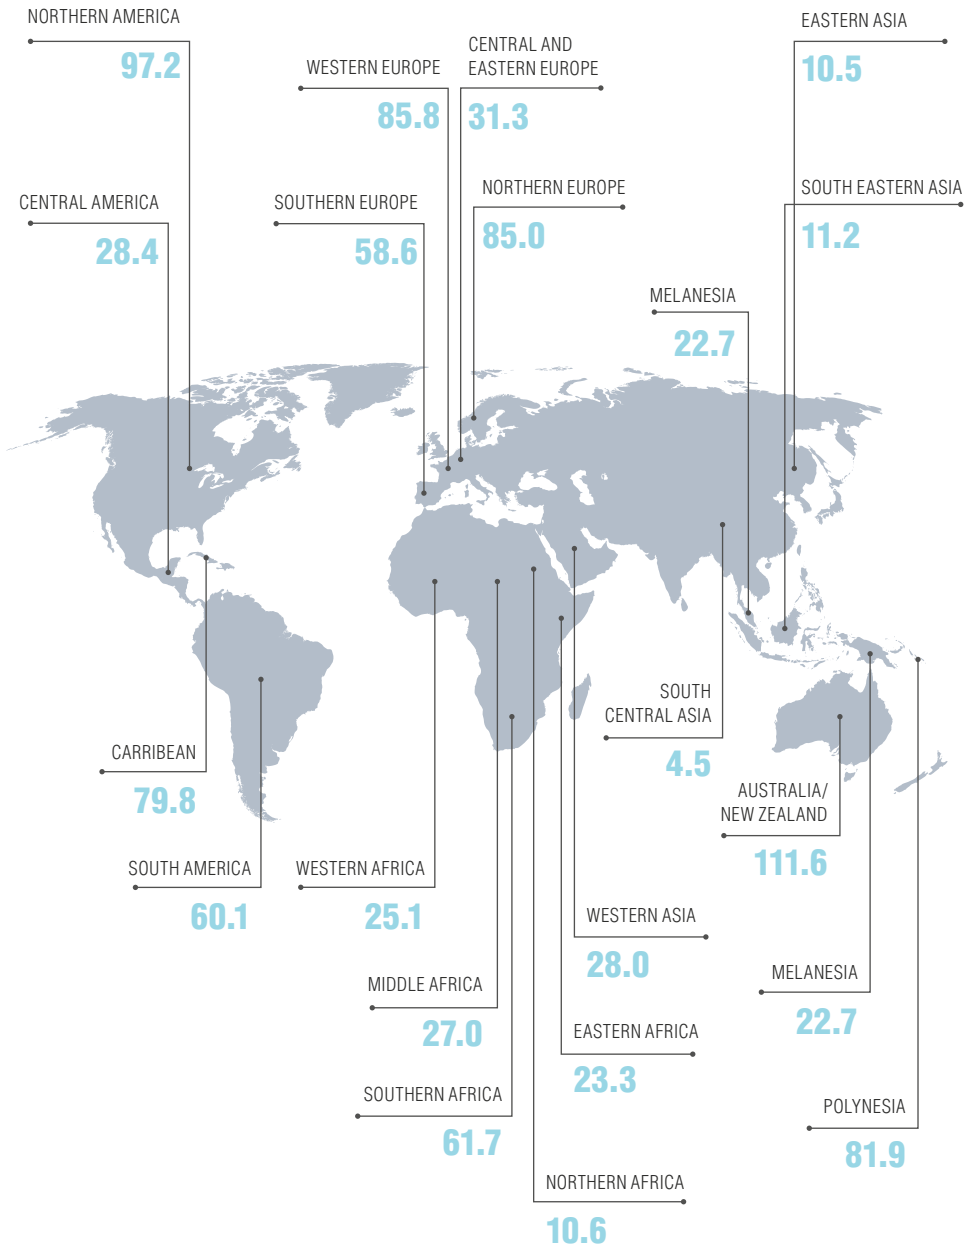 NORTHERN AMERICA
97.2
WESTERN EUROPE
85.8
CENTRAL AND
EASTERN EUROPE
31.3
EASTERN ASIA
10.5
CENTRAL AMERICA
28.4
SOUTHERN EUROPE
58.6
NORTHERN EUROPE
85.0
SOUTH EASTERN ASIA
11.2
MELANESIA
22.7
SOUTH
CENTRAL ASIA
4.5
CARRIBEAN
79.8
AUSTRALIA/
NEW ZEALAND
111.6
SOUTH AMERICA
60.1
WESTERN AFRICA
25.1
WESTERN ASIA
28.0
MIDDLE AFRICA
27.0
MELANESIA
22.7
EASTERN AFRICA
23.3
SOUTHERN AFRICA
61.7
POLYNESIA
81.9
NORTHERN AFRICA
10.6